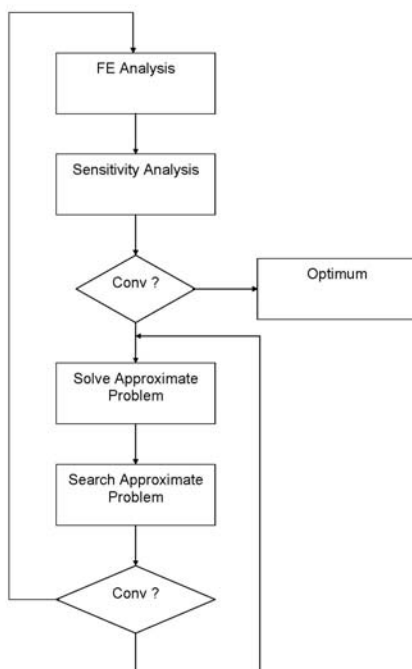 FE Analysis
Sensitivity Analysis
Conv ?
Optimum
Solve Approximate
Problem
Search Approximate
Problem
Conv ?